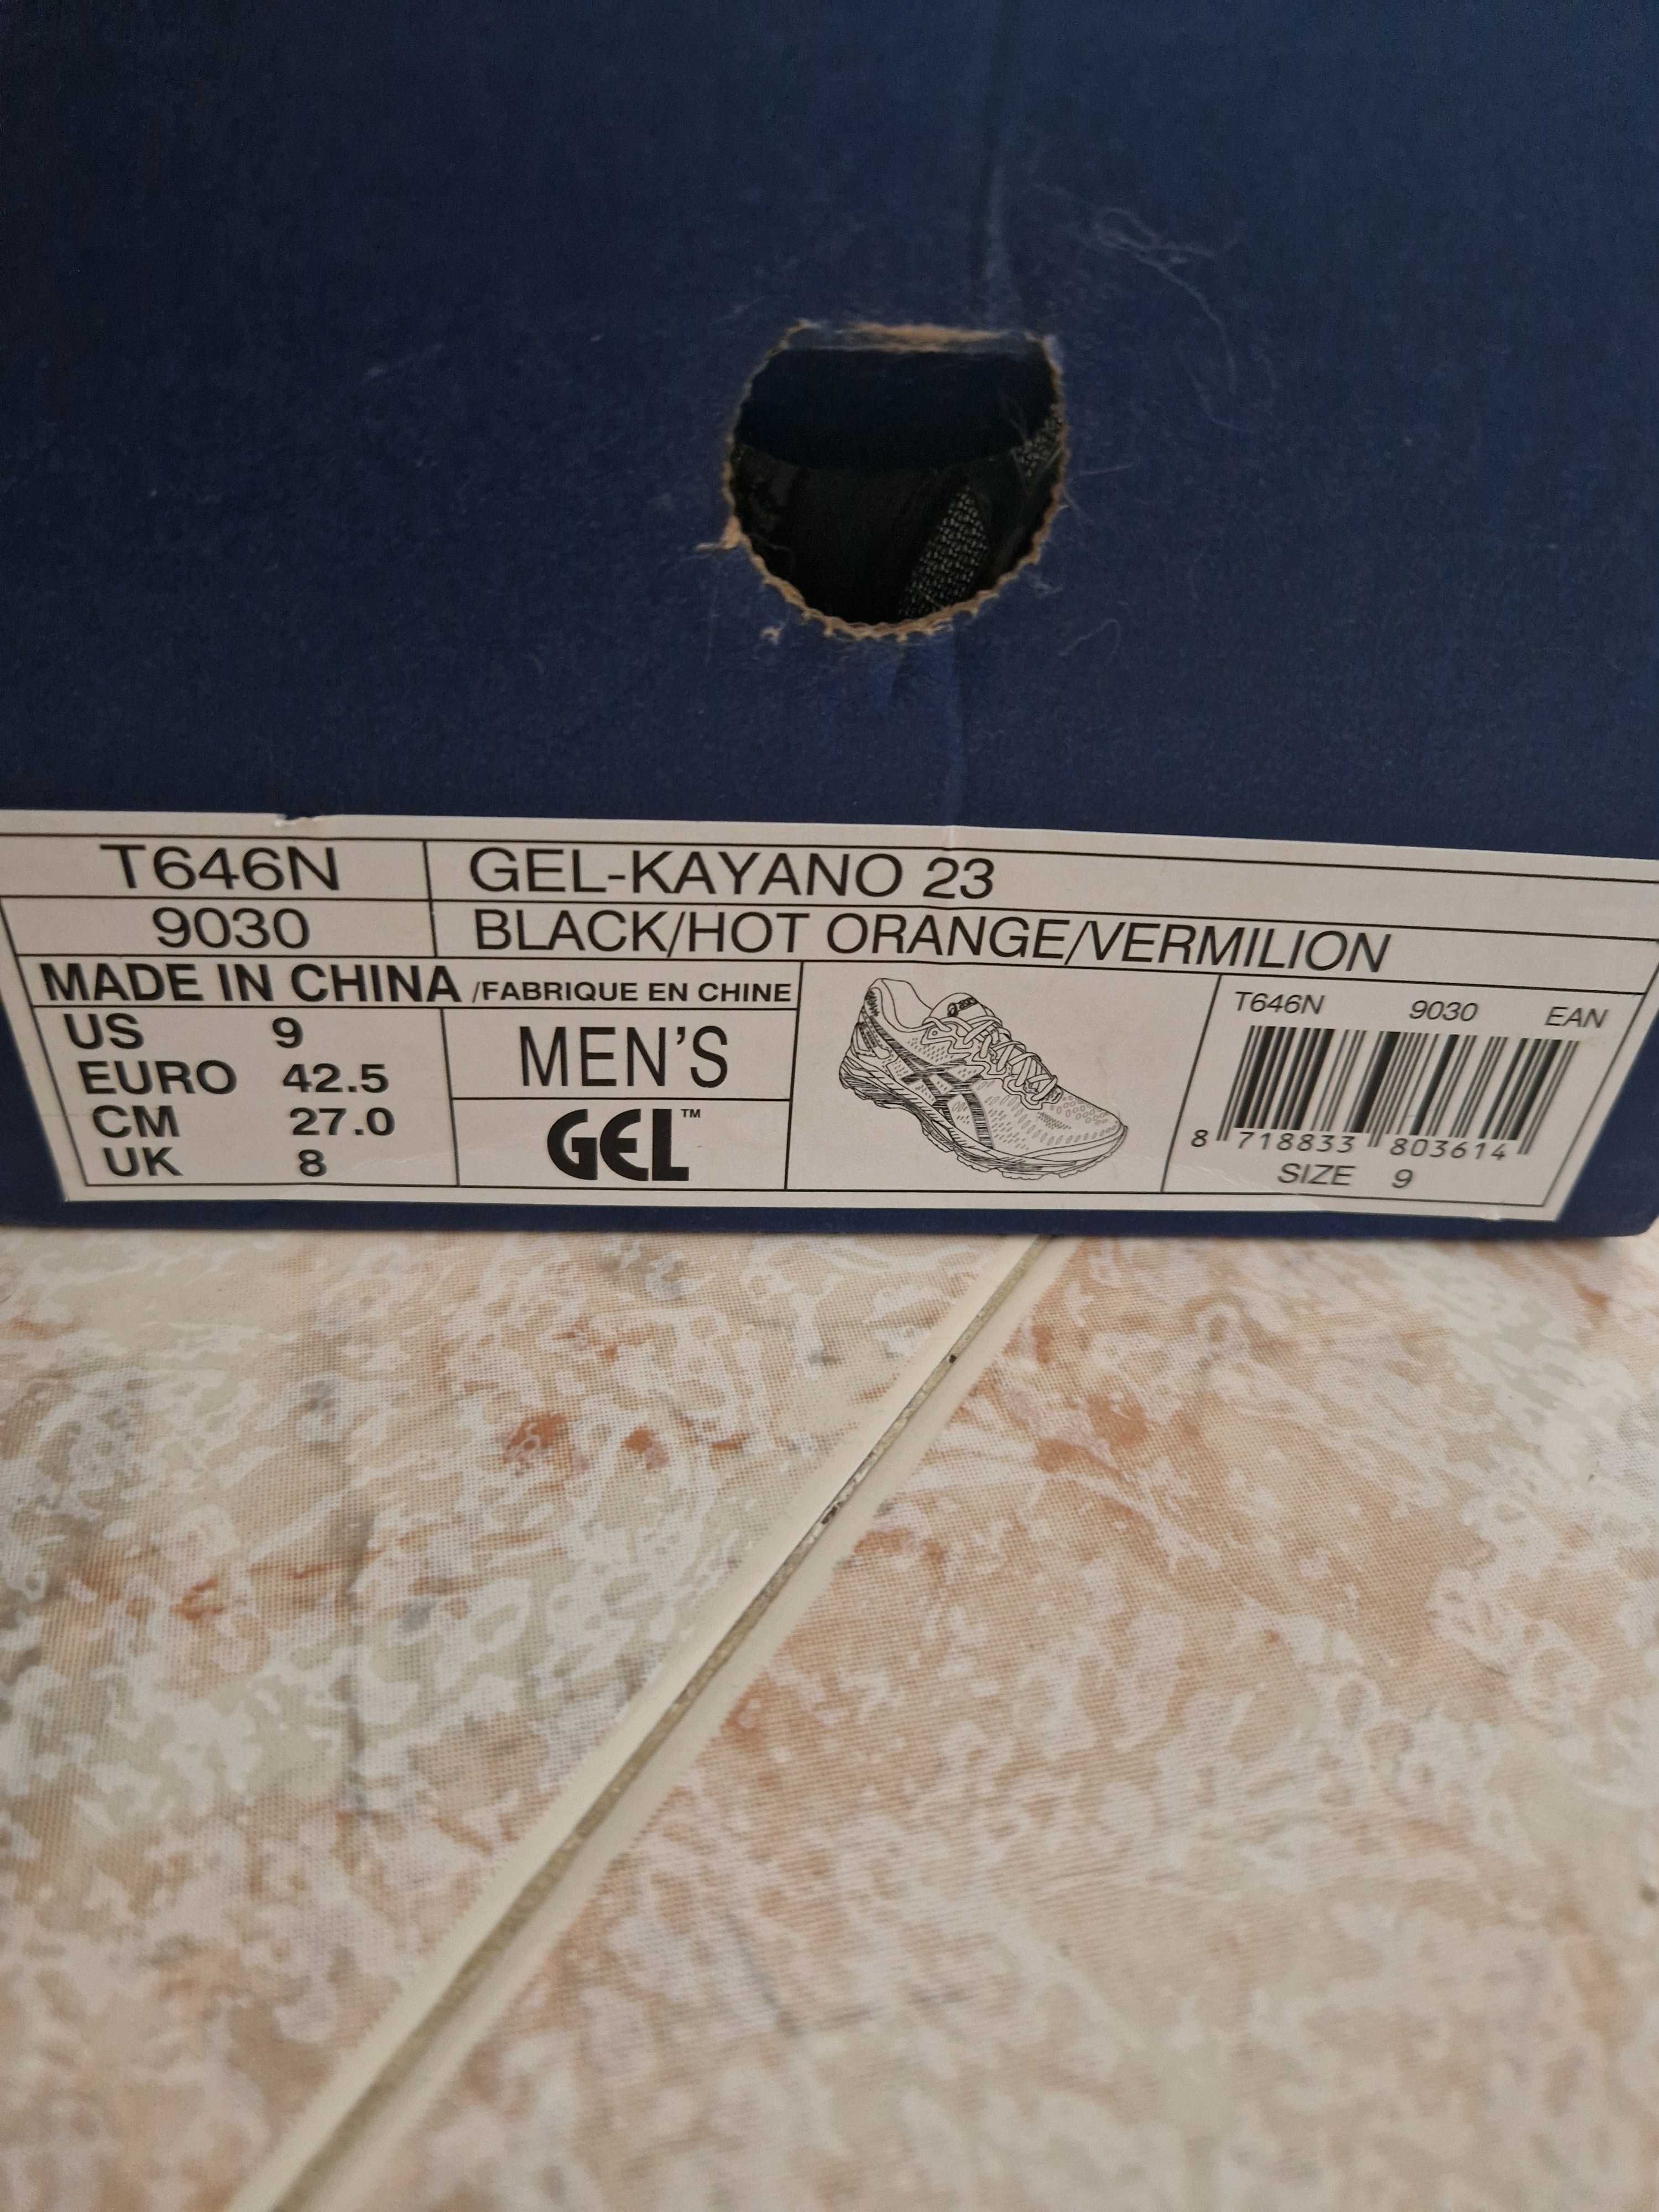 T646N GEL-KAYANO 23
9030 BLACK/HOT ORANGE/VERMILION
MADE IN CHINA /FABRIQUE EN CHINE
US 9
EURO 42.5
CM 27.0
UK 8
MEN'S
GEL™
T646N 9030 EAN
8 718833 803614
SIZE 9